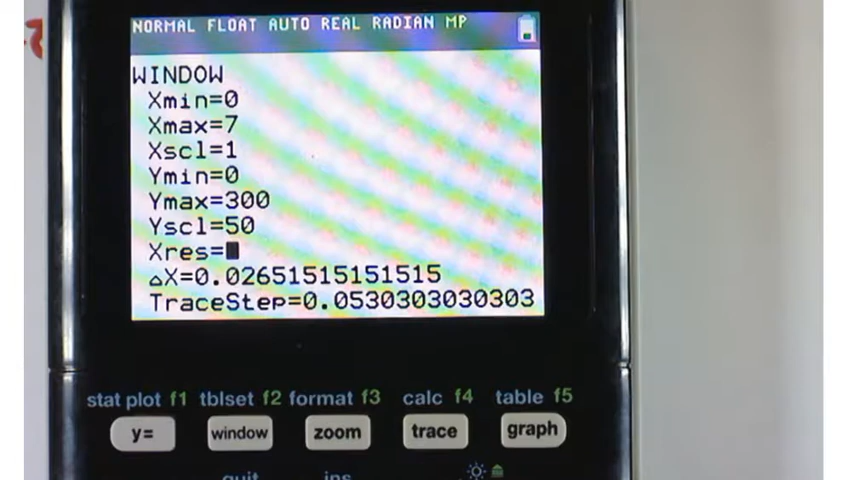 NORMAL FLOAT AUTO REAL RADIAN MP
WINDOW
Xmin=0
Xmax=7
Xscl=1
Ymin=0
Ymax=300
Yscl=50
Xres=
△X=0.02651515151515
TraceStep=0.0530303030303
stat plot f1 tblset f2 format f3 calc f4 table f5
y= window zoom trace graph
quit ins